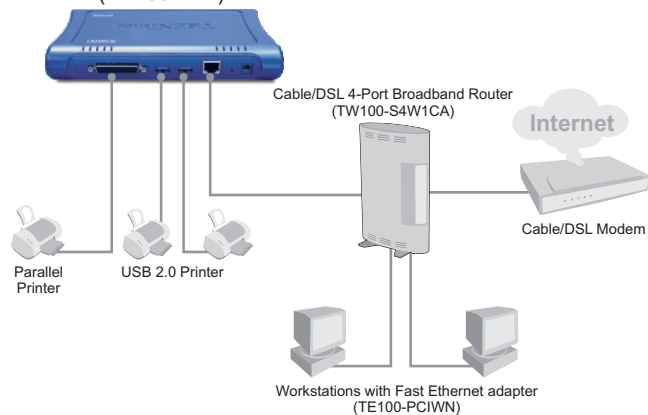 TRENDnet
Cable/DSL 4-Port Broadband Router
(TW100-S4W1CA)
Internet
Cable/DSL Modem
Parallel
Printer
USB 2.0 Printer
Workstations with Fast Ethernet adapter
(TE100-PCIWN)